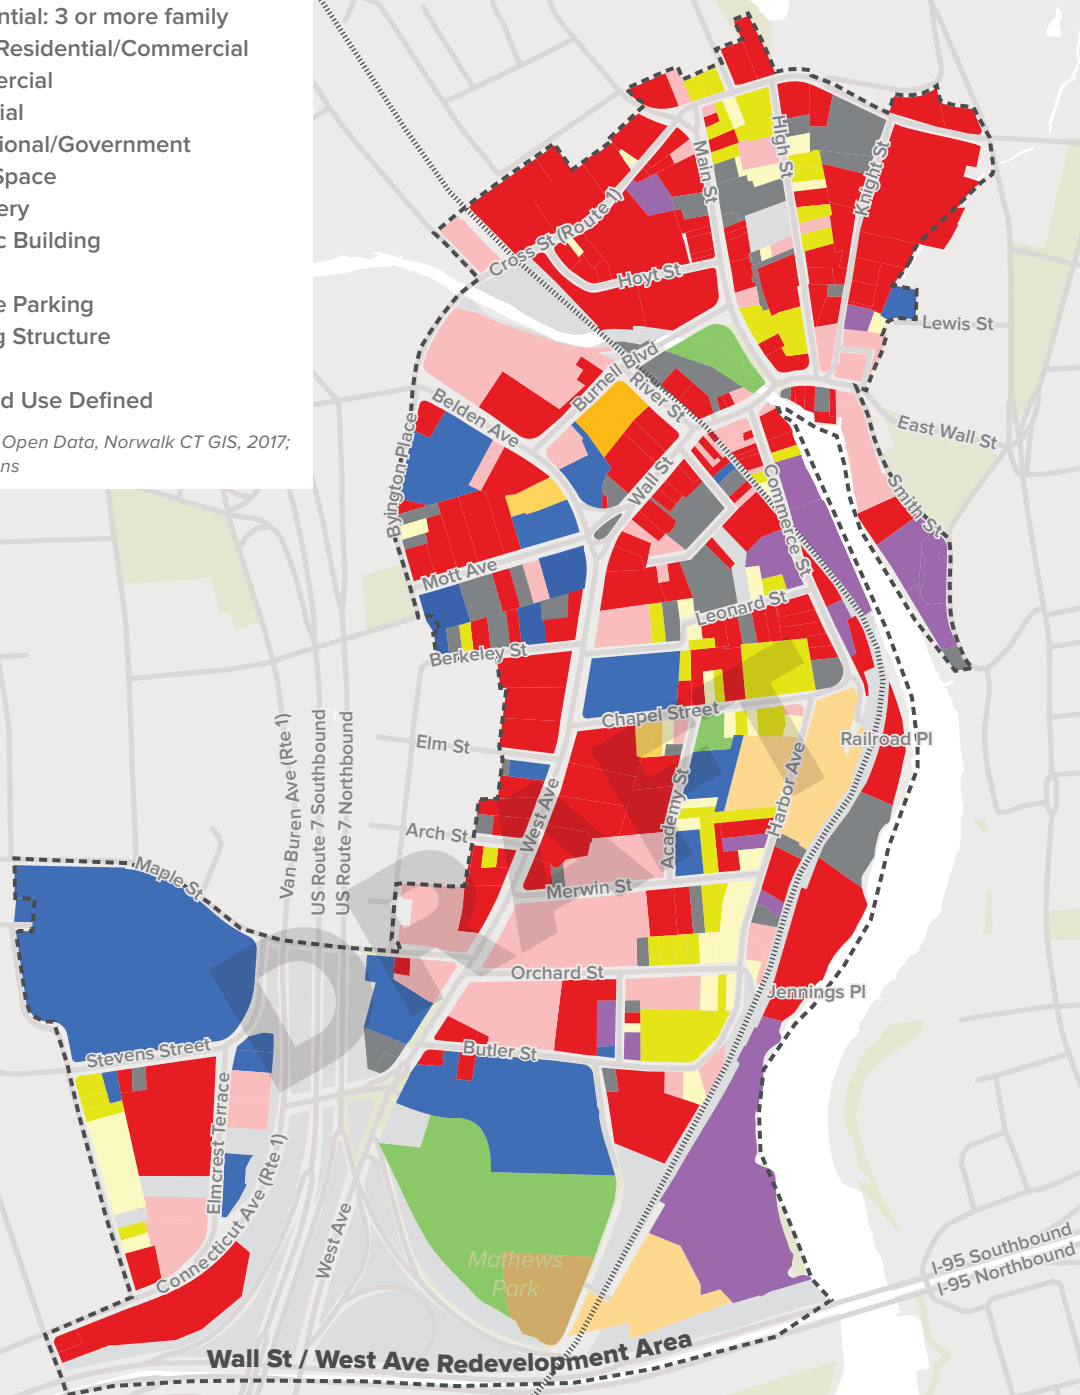 ntial: 3 or more family
Residential/Commercial
ercial
ial
ional/Government
Space
ery
c Building
e Parking
g Structure
d Use Defined
Open Data, Norwalk CT GIS, 2017;
ns
Main St
HIgh St
Knight St
Cross St (Route 1)
Hoyt St
Lewis St
Burnell Blvd
River St
Belden Ave
East Wall St
Byington Place
Wall St
Commerce St
Smith St
Mott Ave
Leonard St
Berkeley St
Chapel Street
Elm St
Railroad Pl
Van Buren Ave (Rte 1)
US Route 7 Southbound
US Route 7 Northbound
West Ave
Academy St
Harbor Ave
Arch St
Maple St
Merwin St
DRAFT
Orchard St
Jennings Pl
Stevens Street
Butler St
Elmcrest Terrace
Connecticut Ave (Rte 1)
West Ave
Mathews
Park
I-95 Southbound
I-95 Northbound
Wall St / West Ave Redevelopment Area